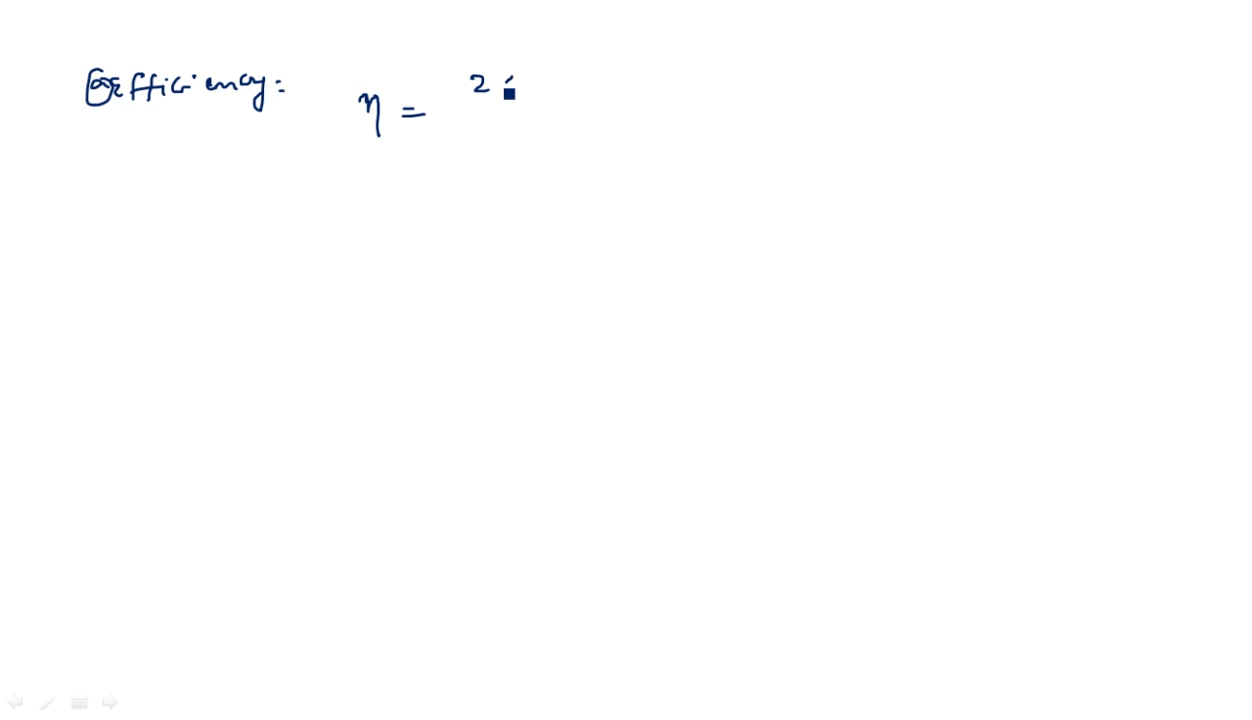 Efficiency: η = 2